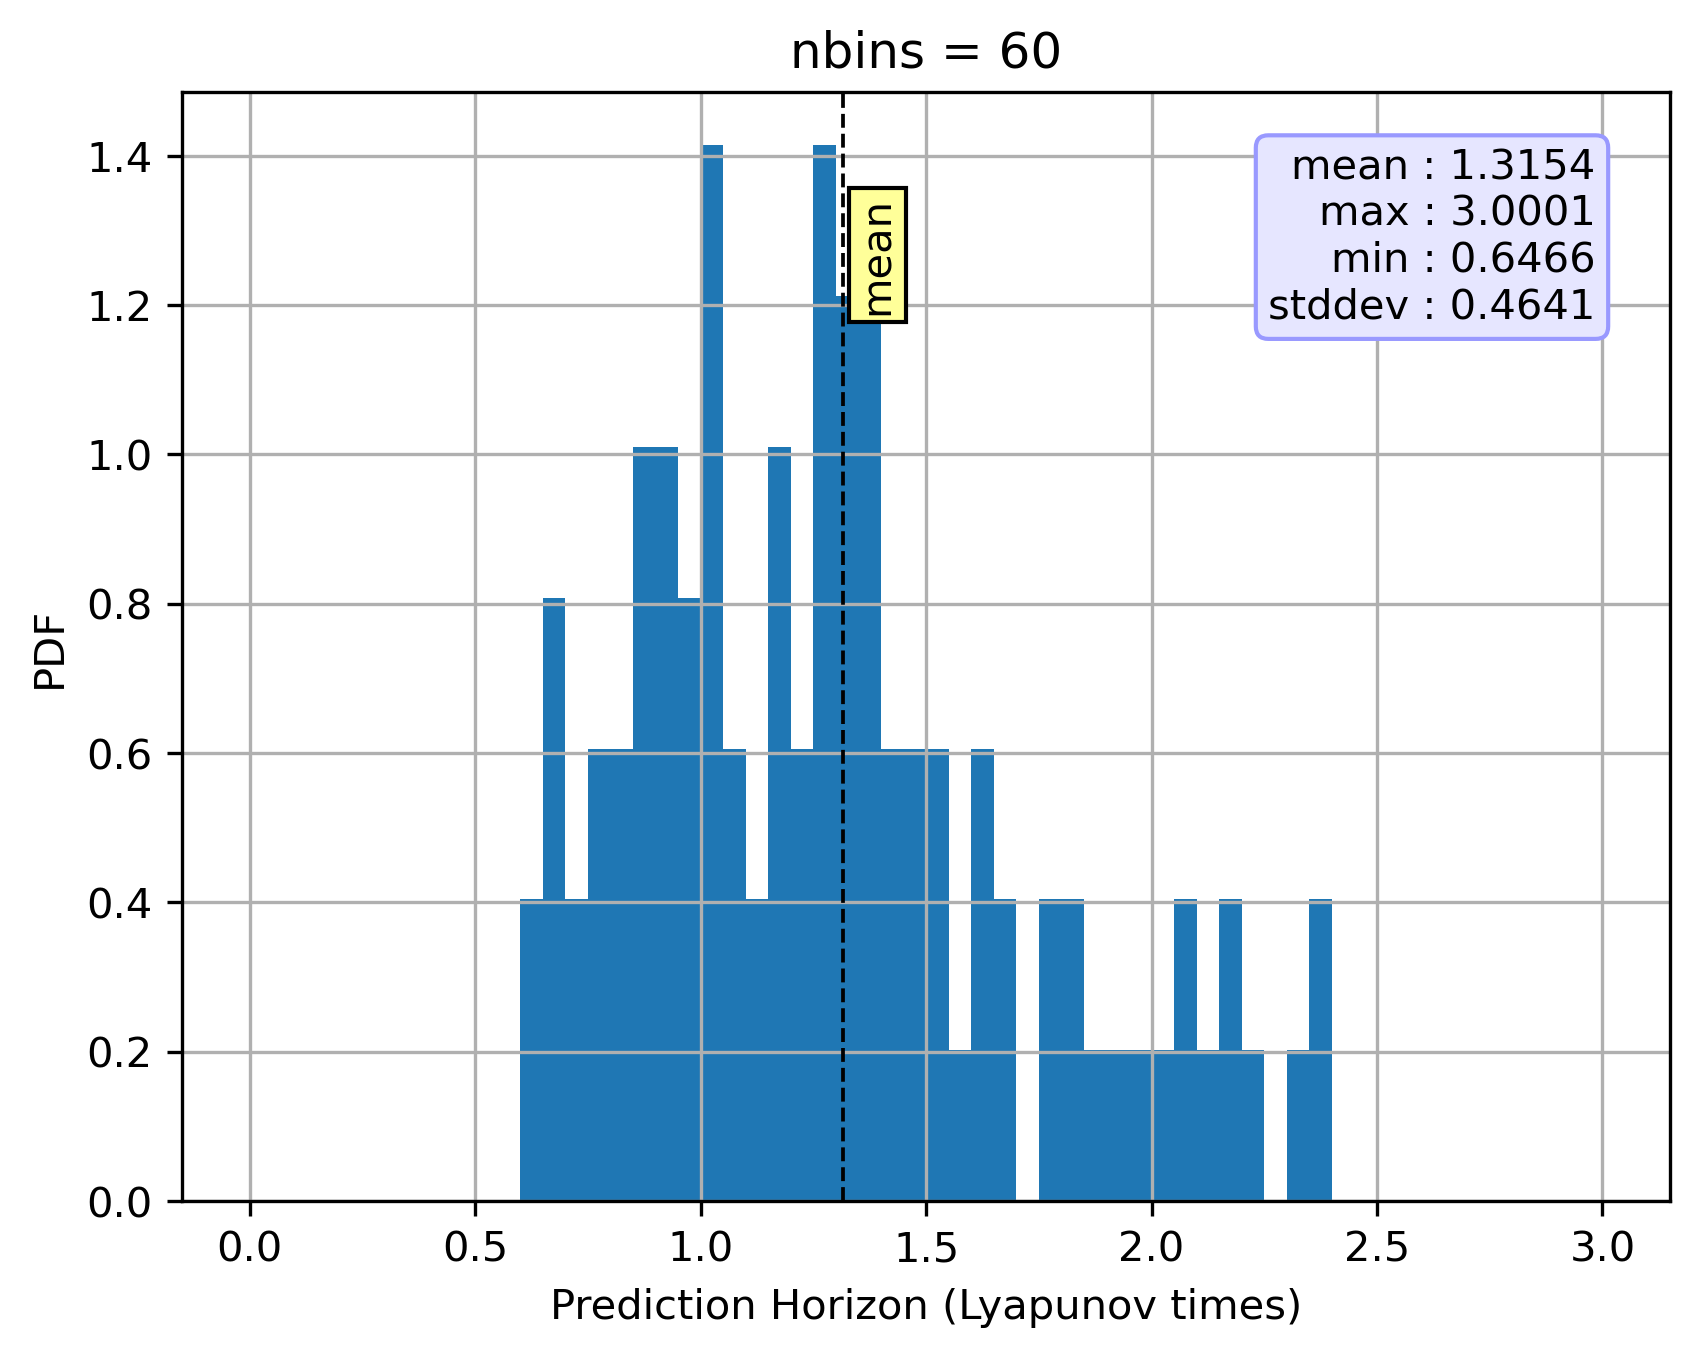 nbins = 60
1.4
1.2
1.0
0.8
0.6
0.4
0.2
0.0
PDF
mean
mean : 1.3154
max : 3.0001
min : 0.6466
stddev : 0.4641
0.0 0.5 1.0 1.5 2.0 2.5 3.0
Prediction Horizon (Lyapunov times)